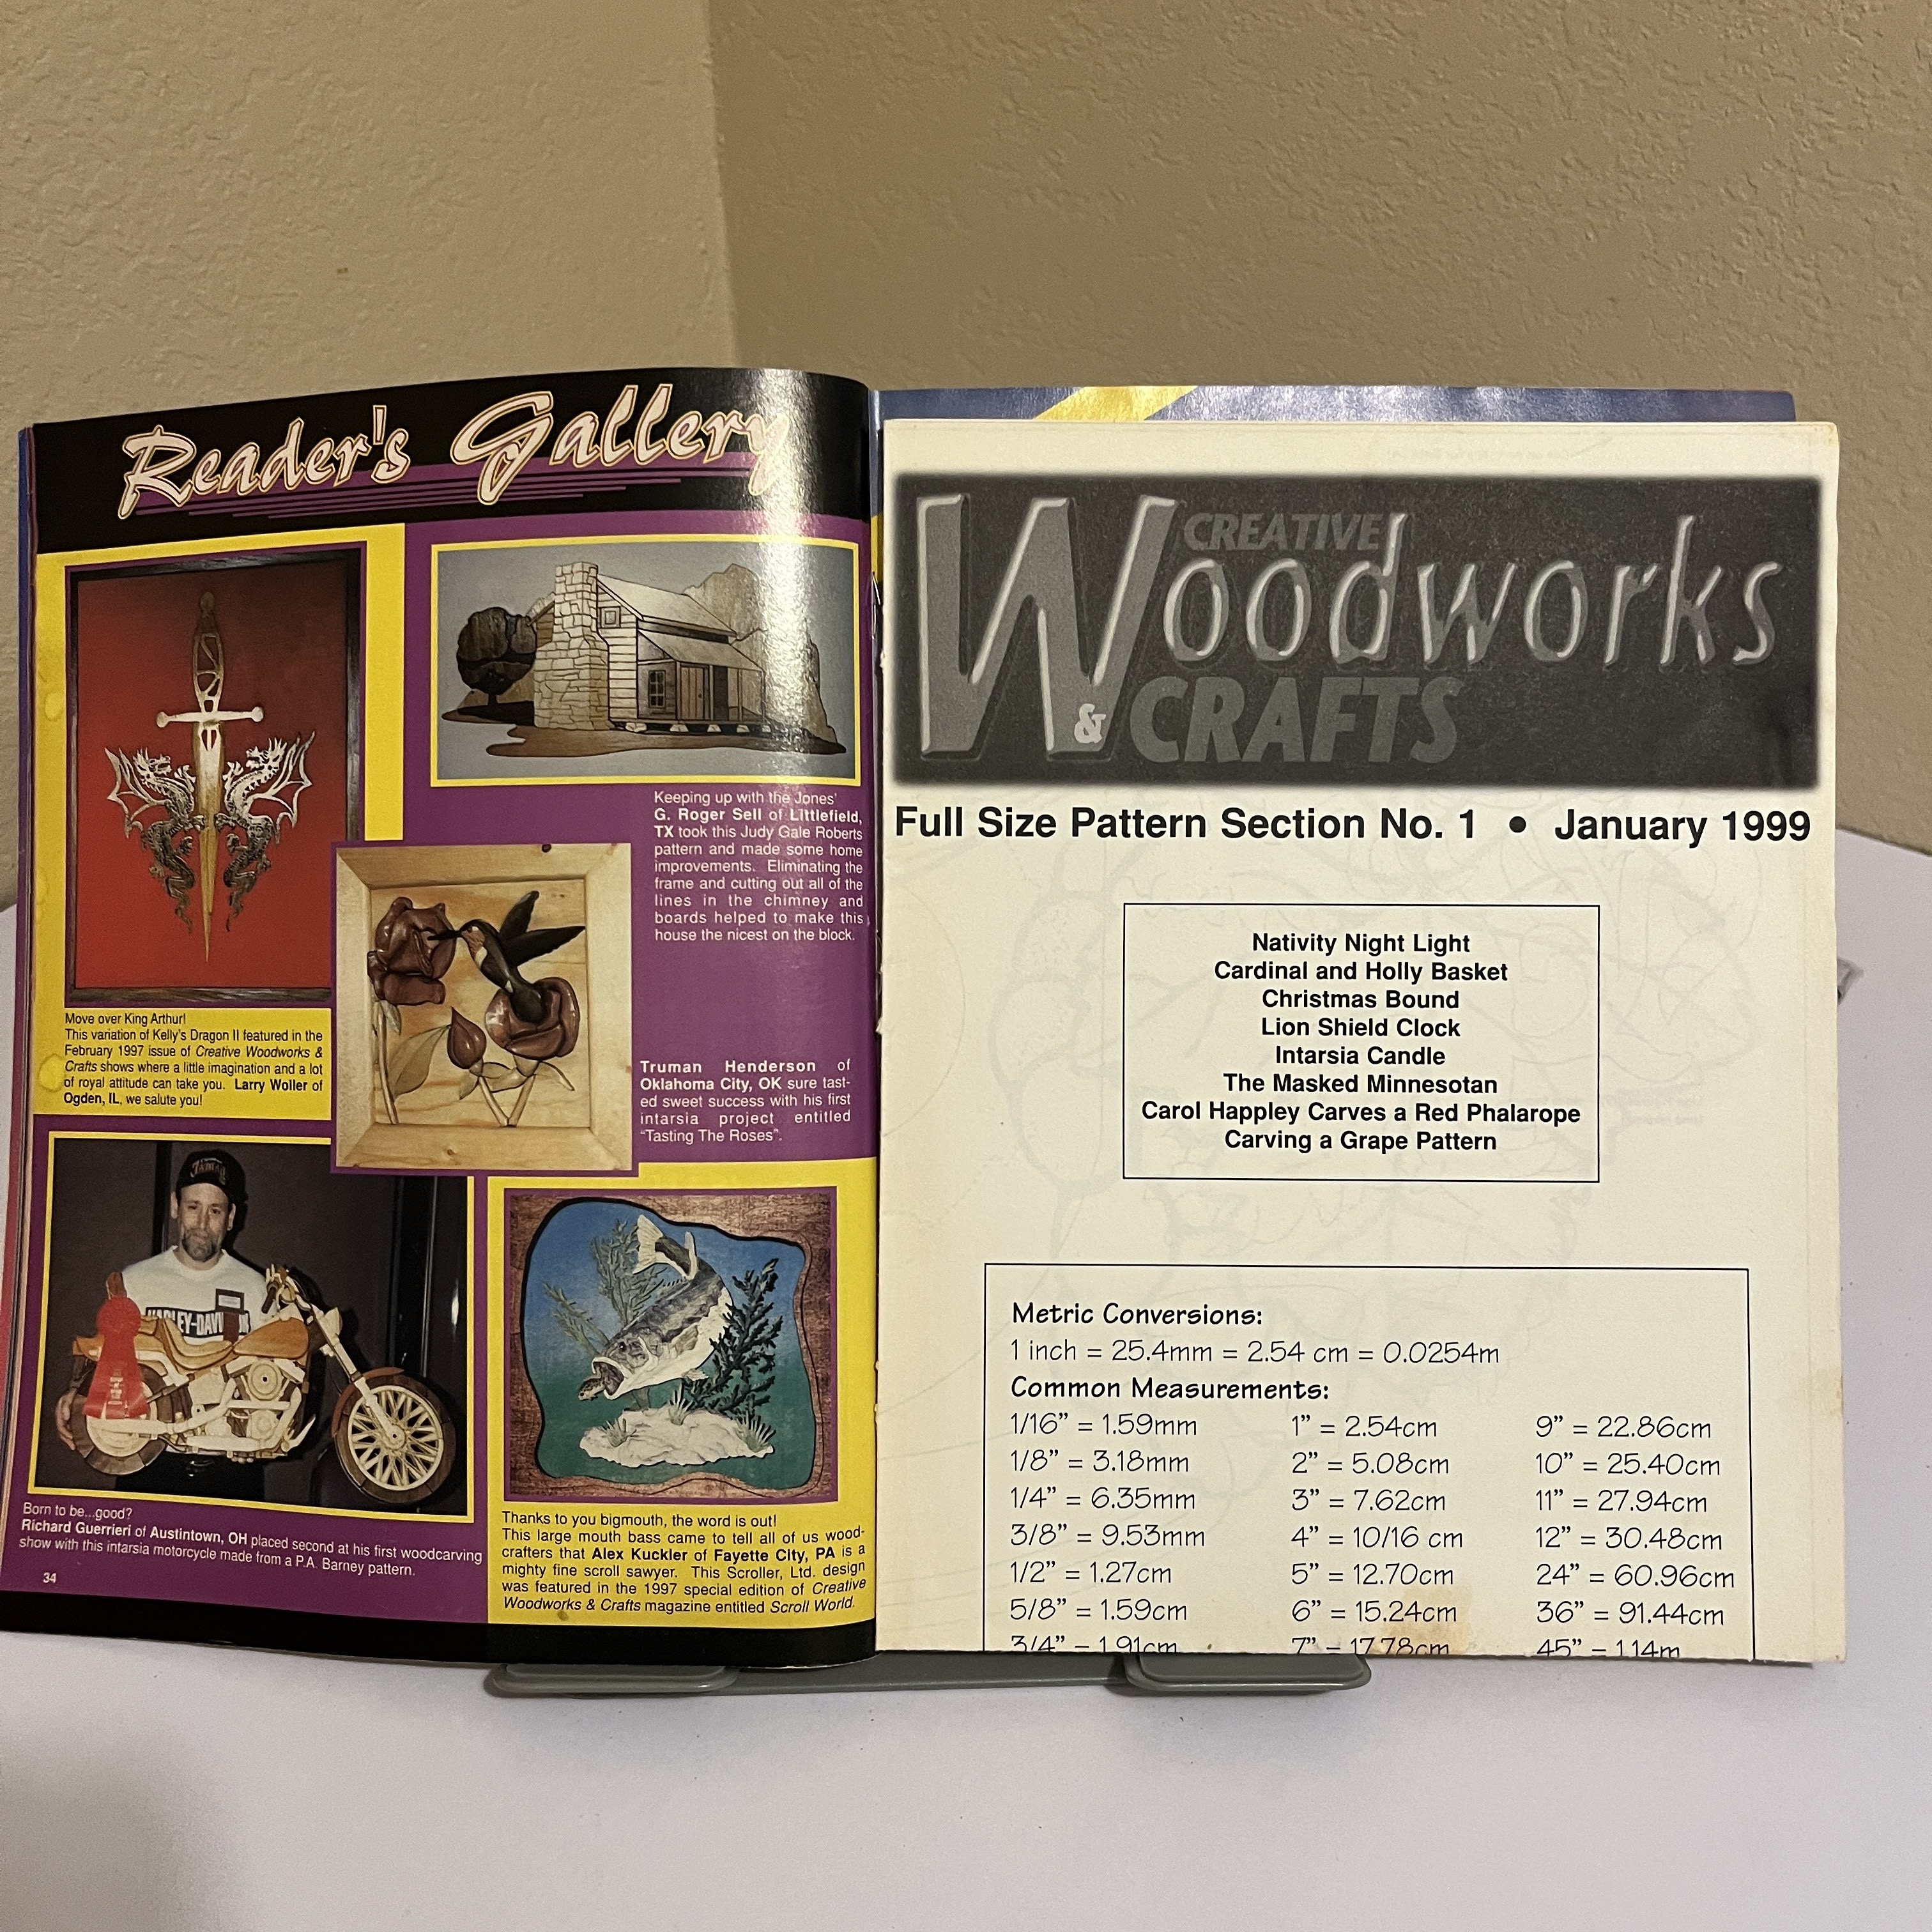 Reader's Gallery
Move over King Arthur!
This variation of Kelly's Dragon II featured in the
February 1997 issue of Creative Woodworks &
Crafts shows where a little imagination and a lot
of royal attitude can take you. Larry Woller of
Ogden, IL, we salute you!
Keeping up with the Jones'
G. Roger Sell of Littlefield,
TX took this Judy Gale Roberts
pattern and made some home
improvements. Eliminating the
frame and cutting out all of the
lines in the chimney and
boards helped to make this
house the nicest on the block.
Truman Henderson of
Oklahoma City, OK sure tast-
ed sweet success with his first
intarsia project entitled
"Tasting The Roses".
Born to be...good?
Richard Guerrieri of Austintown, OH placed second at his first woodcarving
show with this intarsia motorcycle made from a P.A. Barney pattern.
34
Thanks to you bigmouth, the word is out!
This large mouth bass came to tell all of us wood-
crafters that Alex Kuckler of Fayette City, PA is a
mighty fine scroll sawyer. This Scroller, Ltd. design
was featured in the 1997 special edition of Creative
Woodworks & Crafts magazine entitled Scroll World.
CREATIVE
Woodworks
& CRAFTS
Full Size Pattern Section No. 1 • January 1999
Nativity Night Light
Cardinal and Holly Basket
Christmas Bound
Lion Shield Clock
Intarsia Candle
The Masked Minnesotan
Carol Happley Carves a Red Phalarope
Carving a Grape Pattern
Metric Conversions:
1 inch = 25.4mm = 2.54 cm = 0.0254m
Common Measurements:
1/16" = 1.59mm 1" = 2.54cm 9" = 22.86cm
1/8" = 3.18mm 2" = 5.08cm 10" = 25.40cm
1/4" = 6.35mm 3" = 7.62cm 11" = 27.94cm
3/8" = 9.53mm 4" = 10/16 cm 12" = 30.48cm
1/2" = 1.27cm 5" = 12.70cm 24" = 60.96cm
5/8" = 1.59cm 6" = 15.24cm 36" = 91.44cm
3/4" = 1.91cm 7" = 17.78cm 45" = 1.14m